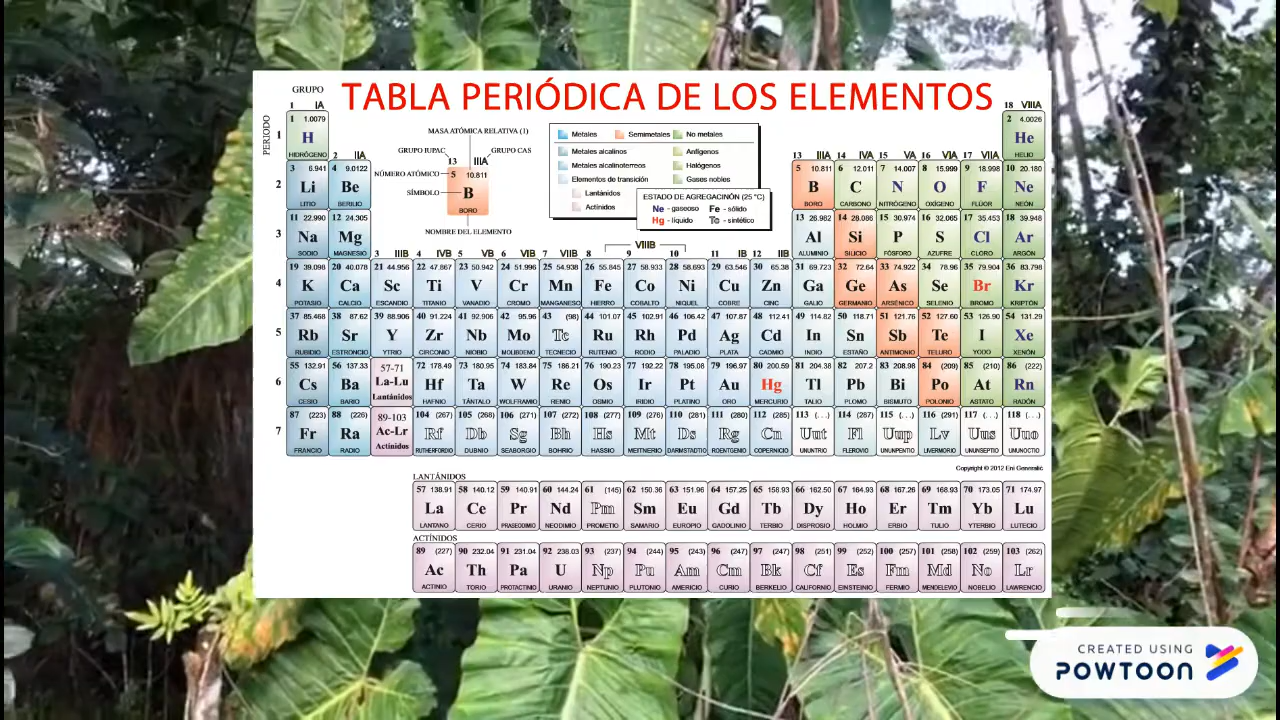 TABLA PERIÓDICA DE LOS ELEMENTOS
GRUPO
PERIODO
1 IA
18 VIIIA
MASA ATÓMICA RELATIVA (1)
GRUPO IUPAC
GRUPO CAS
13 IIIA
NÚMERO ATÓMICO
5 10.811
SÍMBOLO
B
BORO
NOMBRE DEL ELEMENTO
Metales Semimetales No metales
Metales alcalinos
Metales alcalinoterreos Halógenos
Elementos de transición Gases nobles
Lantánidos
Actínidos
ESTADO DE AGREGACINÓN (25 °C)
Ne - gaseoso Fe - sólido
Hg - líquido Tc - sintético
1
1 1.0079 2 4.0026
H He
HIDRÓGENO HELIO
2 IIA 13 IIIA 14 IVA 15 VA 16 VIA 17 VIIA
2
3 6.941 4 9.0122 5 10.811 6 12.011 7 14.007 8 15.999 9 18.998 10 20.180
Li Be B C N O F Ne
LITIO BERILIO BORO CARBONO NITRÓGENO OXÍGENO FLÚOR NEÓN
3
11 22.990 12 24.305 13 26.982 14 28.086 15 30.974 16 32.065 17 35.453 18 39.948
Na Mg Al Si P S Cl Ar
SODIO MAGNESIO ALUMINIO SILICIO FÓSFORO AZUFRE CLORO ARGÓN
3 IIIB 4 IVB 5 VB 6 VIB 7 VIIB 8 9 VIIIB 10 11 IB 12 IIB
4
19 39.098 20 40.078 21 44.956 22 47.867 23 50.942 24 51.996 25 54.938 26 55.845 27 58.933 28 58.693 29 63.546 30 65.38 31 69.723 32 72.64 33 74.922 34 78.96 35 79.904 36 83.798
K Ca Sc Ti V Cr Mn Fe Co Ni Cu Zn Ga Ge As Se Br Kr
POTASIO CALCIO ESCANDIO TITANIO VANADIO CROMO MANGANESO HIERRO COBALTO NIQUEL COBRE CINC GALIO GERMANIO ARSÉNICO SELENIO BROMO KRIPTÓN
5
37 85.468 38 87.62 39 88.906 40 91.224 41 92.906 42 95.96 43 (98) 44 101.07 45 102.91 46 106.42 47 107.87 48 112.41 49 114.82 50 118.71 51 121.76 52 127.60 53 126.90 54 131.29
Rb Sr Y Zr Nb Mo Tc Ru Rh Pd Ag Cd In Sn Sb Te I Xe
RUBIDIO ESTRONCIO YTRIO CIRCONIO NIOBIO MOLIBDENO TECNECIO RUTENIO RODIO PALADIO PLATA CADMIO INDIO ESTAÑO ANTIMONIO TELURO YODO XENÓN
6
55 132.91 56 137.33 57-71 72 178.49 73 180.95 74 183.84 75 186.21 76 190.23 77 192.22 78 195.08 79 196.97 80 200.59 81 204.38 82 207.2 83 208.98 84 (209) 85 (210) 86 (222)
Cs Ba La-Lu Hf Ta W Re Os Ir Pt Au Hg Tl Pb Bi Po At Rn
CESIO BARIO Lantánidos HAFNIO TÁNTALO WOLFRAMIO RENIO OSMIO IRIDIO PLATINO ORO MERCURIO TALIO PLOMO BISMUTO POLONIO ASTATO RADÓN
7
87 (223) 88 (226) 89-103 104 (267) 105 (268) 106 (271) 107 (272) 108 (277) 109 (276) 110 (281) 111 (280) 112 (285) 113 (...) 114 (287) 115 (...) 116 (291) 117 (...) 118 (...)
Fr Ra Ac-Lr Rf Db Sg Bh Hs Mt Ds Rg Cn Uut Fl Uup Lv Uus Uuo
FRANCIO RADIO Actínidos RUTHERFORDIO DUBNIO SEABORGIO BOHRIO HASSIO MEITNERIO DARMSTADTIO ROENTGENIO COPERNICIO UNUNTRIO FLEROVIO UNUNPENTIO LIVERMORIO UNUNSEPTIO UNUNOCTIO
Copyright © 2012 Eni Generalić
LANTÁNIDOS
57 138.91 58 140.12 59 140.91 60 144.24 61 (145) 62 150.36 63 151.96 64 157.25 65 158.93 66 162.50 67 164.93 68 167.26 69 168.93 70 173.05 71 174.97
La Ce Pr Nd Pm Sm Eu Gd Tb Dy Ho Er Tm Yb Lu
LANTANO CERIO PRASEODIMIO NEODIMIO PROMETIO SAMARIO EUROPIO GADOLINIO TERBIO DISPROSIO HOLMIO ERBIO TULIO YTERBIO LUTECIO
ACTÍNIDOS
89 (227) 90 232.04 91 231.04 92 238.03 93 (237) 94 (244) 95 (243) 96 (247) 97 (247) 98 (251) 99 (252) 100 (257) 101 (258) 102 (259) 103 (262)
Ac Th Pa U Np Pu Am Cm Bk Cf Es Fm Md No Lr
ACTINIO TORIO PROTACTINIO URANIO NEPTUNIO PLUTONIO AMERICIO CURIO BERKELIO CALIFORNIO EINSTEINIO FERMIO MENDELEVIO NOBELIO LAWRENCIO
CREATED USING
POWTOON